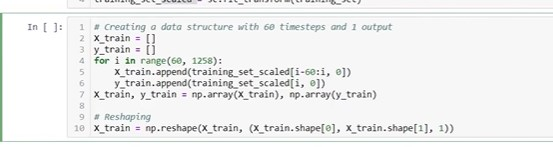 In [ ]:
1 # Creating a data structure with 60 timesteps and 1 output
2 X_train = []
3 y_train = []
4 for i in range(60, 1258):
5     X_train.append(training_set_scaled[i-60:i, 0])
6     y_train.append(training_set_scaled[i, 0])
7 X_train, y_train = np.array(X_train), np.array(y_train)
8
9 # Reshaping
10 X_train = np.reshape(X_train, (X_train.shape[0], X_train.shape[1], 1))